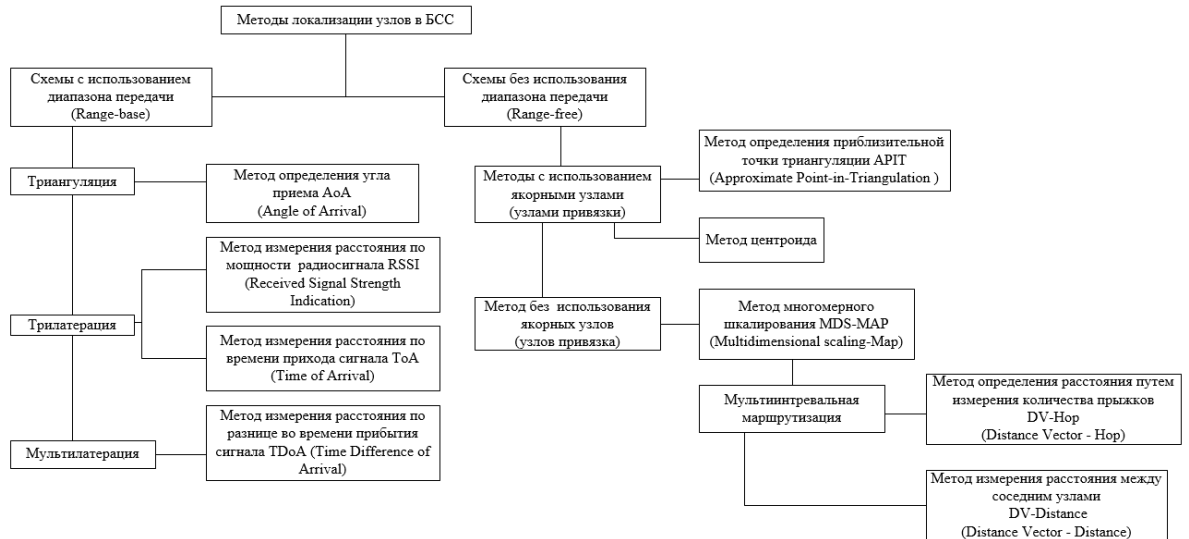 Методы локализации узлов в БСС
Схемы с использованием
диапазона передачи
(Range-base)
Схемы без использования
диапазона передачи
(Range-free)
Триангуляция
Метод определения угла
приема AoA
(Angle of Arrival)
Методы с использованием
якорными узлами
(узлами привязки)
Метод определения приблизительной
точки триангуляции APIT
(Approximate Point-in-Triangulation )
Метод центроида
Метод измерения расстояния по
мощности радиосигнала RSSI
(Received Signal Strength
Indication)
Трилатерация
Метод измерения расстояния по
времени прихода сигнала ToA
(Time of Arrival)
Метод без использования
якорных узлов
(узлов привязка)
Метод многомерного
шкалирования MDS-MAP
(Multidimensional scaling-Map)
Мультиинтревальная
маршрутизация
Метод определения расстояния путем
измерения количества прыжков
DV-Hop
(Distance Vector - Hop)
Мультилатерация
Метод измерения расстояния по
разнице во времени прибытия
сигнала TDoA (Time Difference of
Arrival)
Метод измерения расстояния между
соседним узлами
DV-Distance
(Distance Vector - Distance)